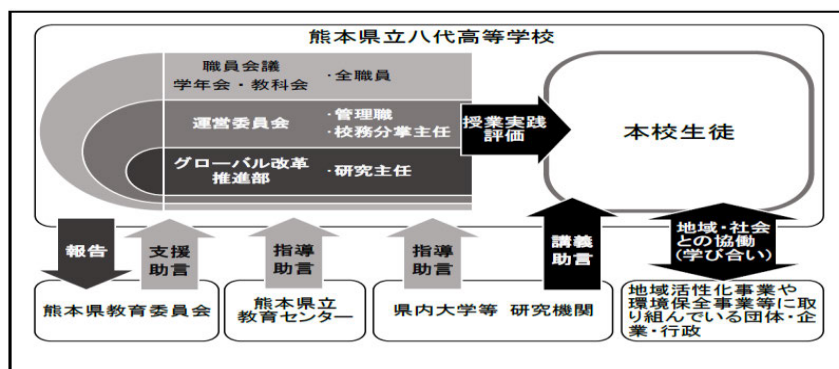 熊本県立八代高等学校
職員会議
学年会・教科会
・全職員
運営委員会
・管理職
・校務分掌主任
グローバル改革
推進部
・研究主任
授業実践
評価
本校生徒
報告
支援
助言
指導
助言
指導
助言
講義
助言
地域・社会
との協働
(学び合い)
熊本県教育委員会
熊本県立
教育センター
県内大学等 研究機関
地域活性化事業や
環境保全事業等に取
り組んでいる団体・企
業・行政